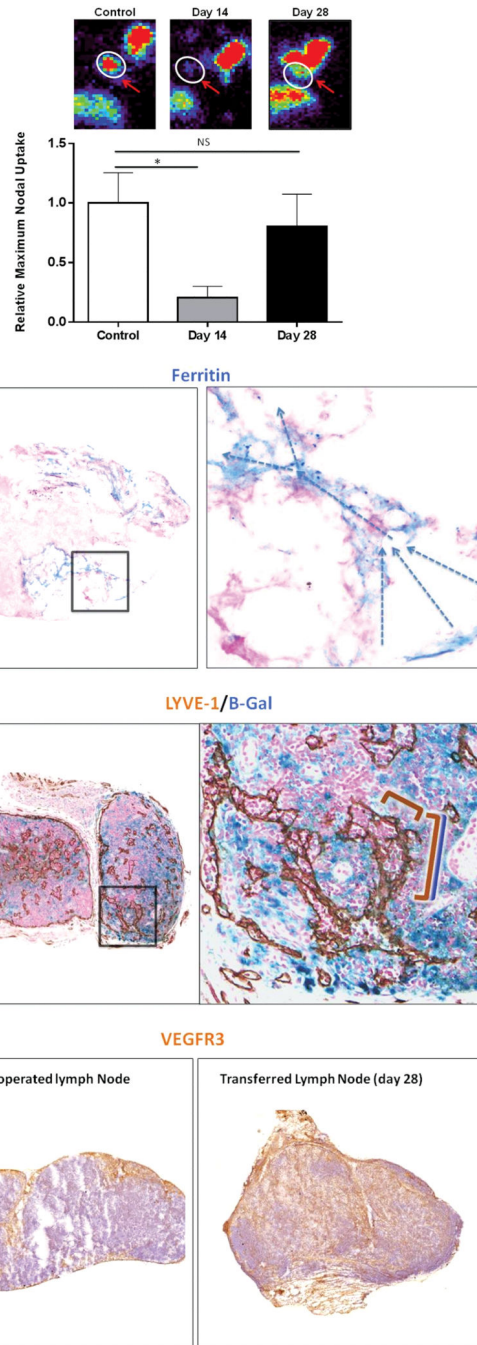 Control Day 14 Day 28
Relative Maximum Nodal Uptake
1.5
1.0
0.5
0.0
NS
*
Control Day 14 Day 28
Ferritin
LYVE-1/B-Gal
VEGFR3
operated lymph Node
Transferred Lymph Node (day 28)